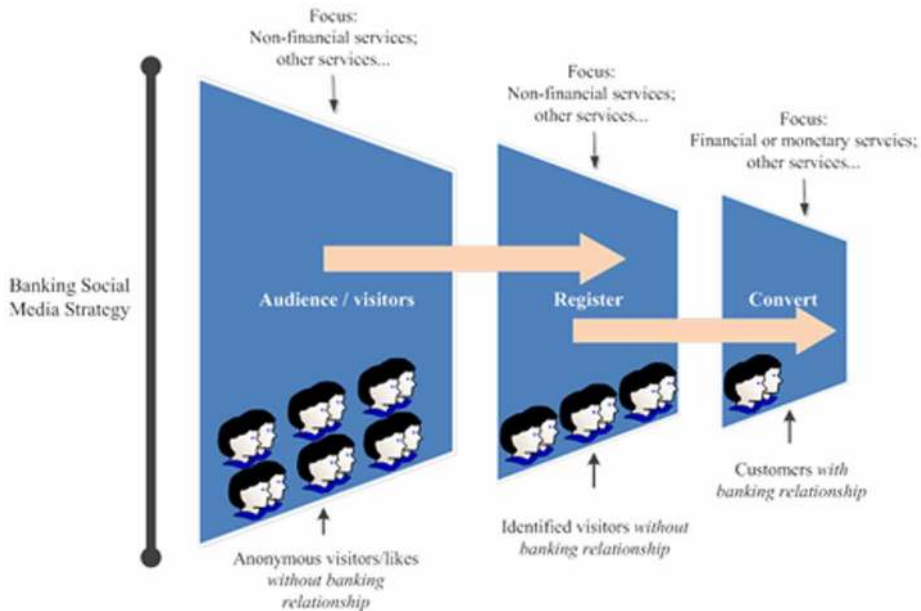 Focus:
Non-financial services;
other services...
Focus:
Non-financial services;
other services...
Focus:
Financial or monetary servcies;
other services...
Banking Social
Media Strategy
Audience / visitors
Register
Convert
Anonymous visitors/likes
without banking
relationship
Identified visitors without
banking relationship
Customers with
banking relationship